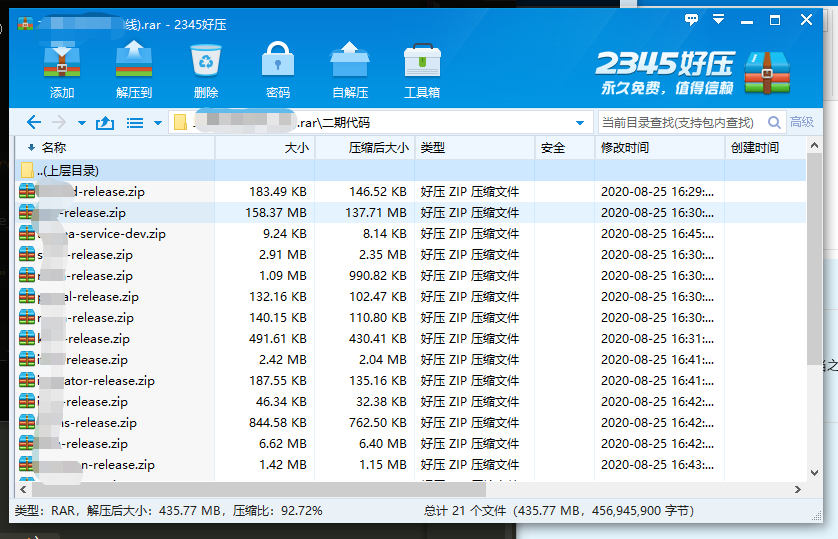 线).rar - 2345好压
添加
解压到
删除
密码
自解压
工具箱
2345好压
永久免费，值得信赖
.rar\二期代码
当前目录查找(支持包内查找)
高级
名称 大小 压缩后大小 类型 安全 修改时间 创建时间
..(上层目录)
d-release.zip 183.49 KB 146.52 KB 好压 ZIP 压缩文件 2020-08-25 16:29:...
-release.zip 158.37 MB 137.71 MB 好压 ZIP 压缩文件 2020-08-25 16:30:...
ea-service-dev.zip 9.24 KB 8.14 KB 好压 ZIP 压缩文件 2020-08-25 16:45:...
-release.zip 2.91 MB 2.35 MB 好压 ZIP 压缩文件 2020-08-25 16:30:...
-release.zip 1.09 MB 990.82 KB 好压 ZIP 压缩文件 2020-08-25 16:30:...
al-release.zip 132.16 KB 102.47 KB 好压 ZIP 压缩文件 2020-08-25 16:30:...
-release.zip 140.15 KB 110.80 KB 好压 ZIP 压缩文件 2020-08-25 16:30:...
-release.zip 491.61 KB 430.41 KB 好压 ZIP 压缩文件 2020-08-25 16:31:...
-release.zip 2.42 MB 2.04 MB 好压 ZIP 压缩文件 2020-08-25 16:41:...
ator-release.zip 187.55 KB 135.16 KB 好压 ZIP 压缩文件 2020-08-25 16:41:...
-release.zip 46.34 KB 32.38 KB 好压 ZIP 压缩文件 2020-08-25 16:42:...
s-release.zip 844.58 KB 762.50 KB 好压 ZIP 压缩文件 2020-08-25 16:42:...
-release.zip 6.62 MB 6.40 MB 好压 ZIP 压缩文件 2020-08-25 16:42:...
n-release.zip 1.42 MB 1.15 MB 好压 ZIP 压缩文件 2020-08-25 16:43:...
类型：RAR，解压后大小：435.77 MB，压缩比：92.72%
总计 21 个文件（435.77 MB，456,945,900 字节）